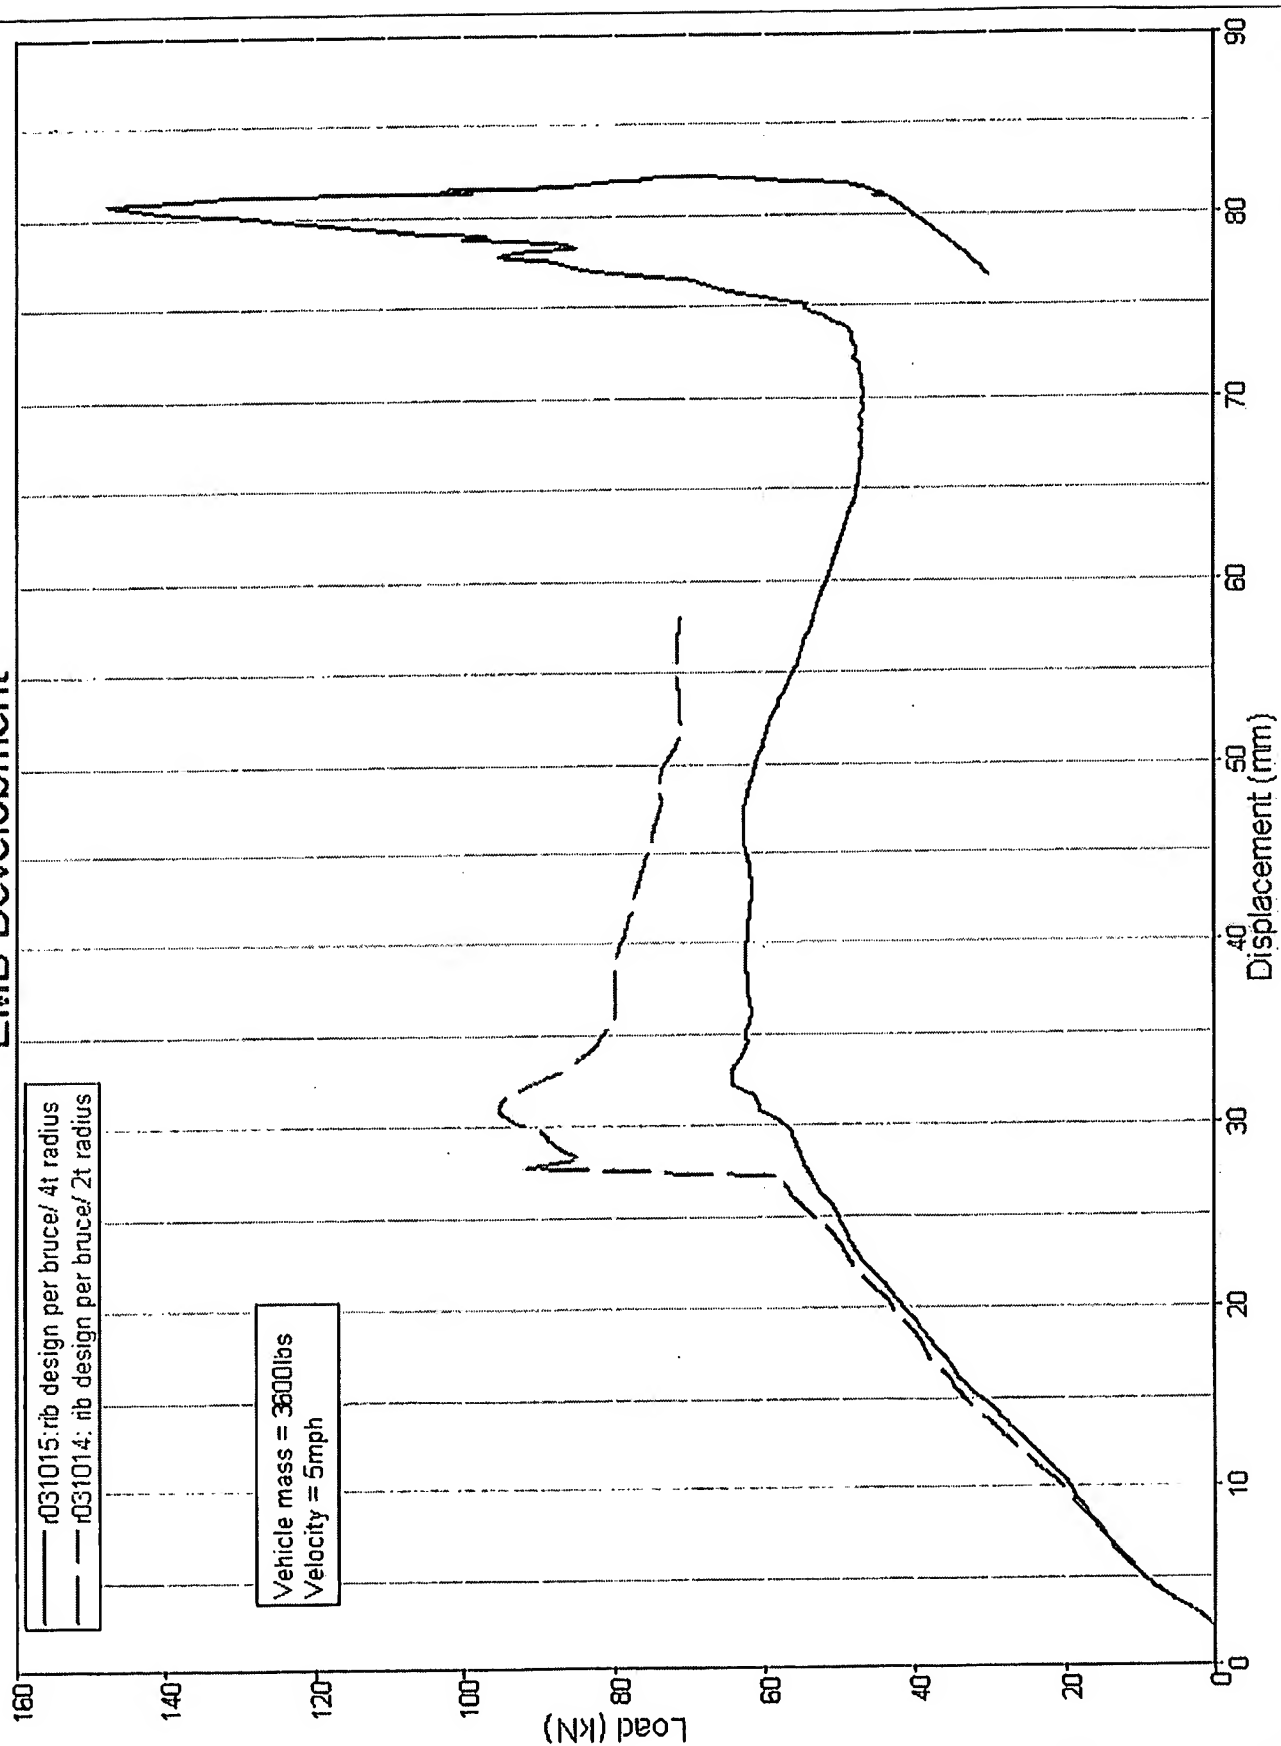 Development
r031015:rib design per bruce/ 4t radius
r031014: rib design per bruce/ 2t radius
Vehicle mass = 3600lbs
Velocity = 5mph
Load (kN)
160
140
120
100
80
60
40
20
0
0 10 20 30 40 50 60 70 80 90
Displacement (mm)